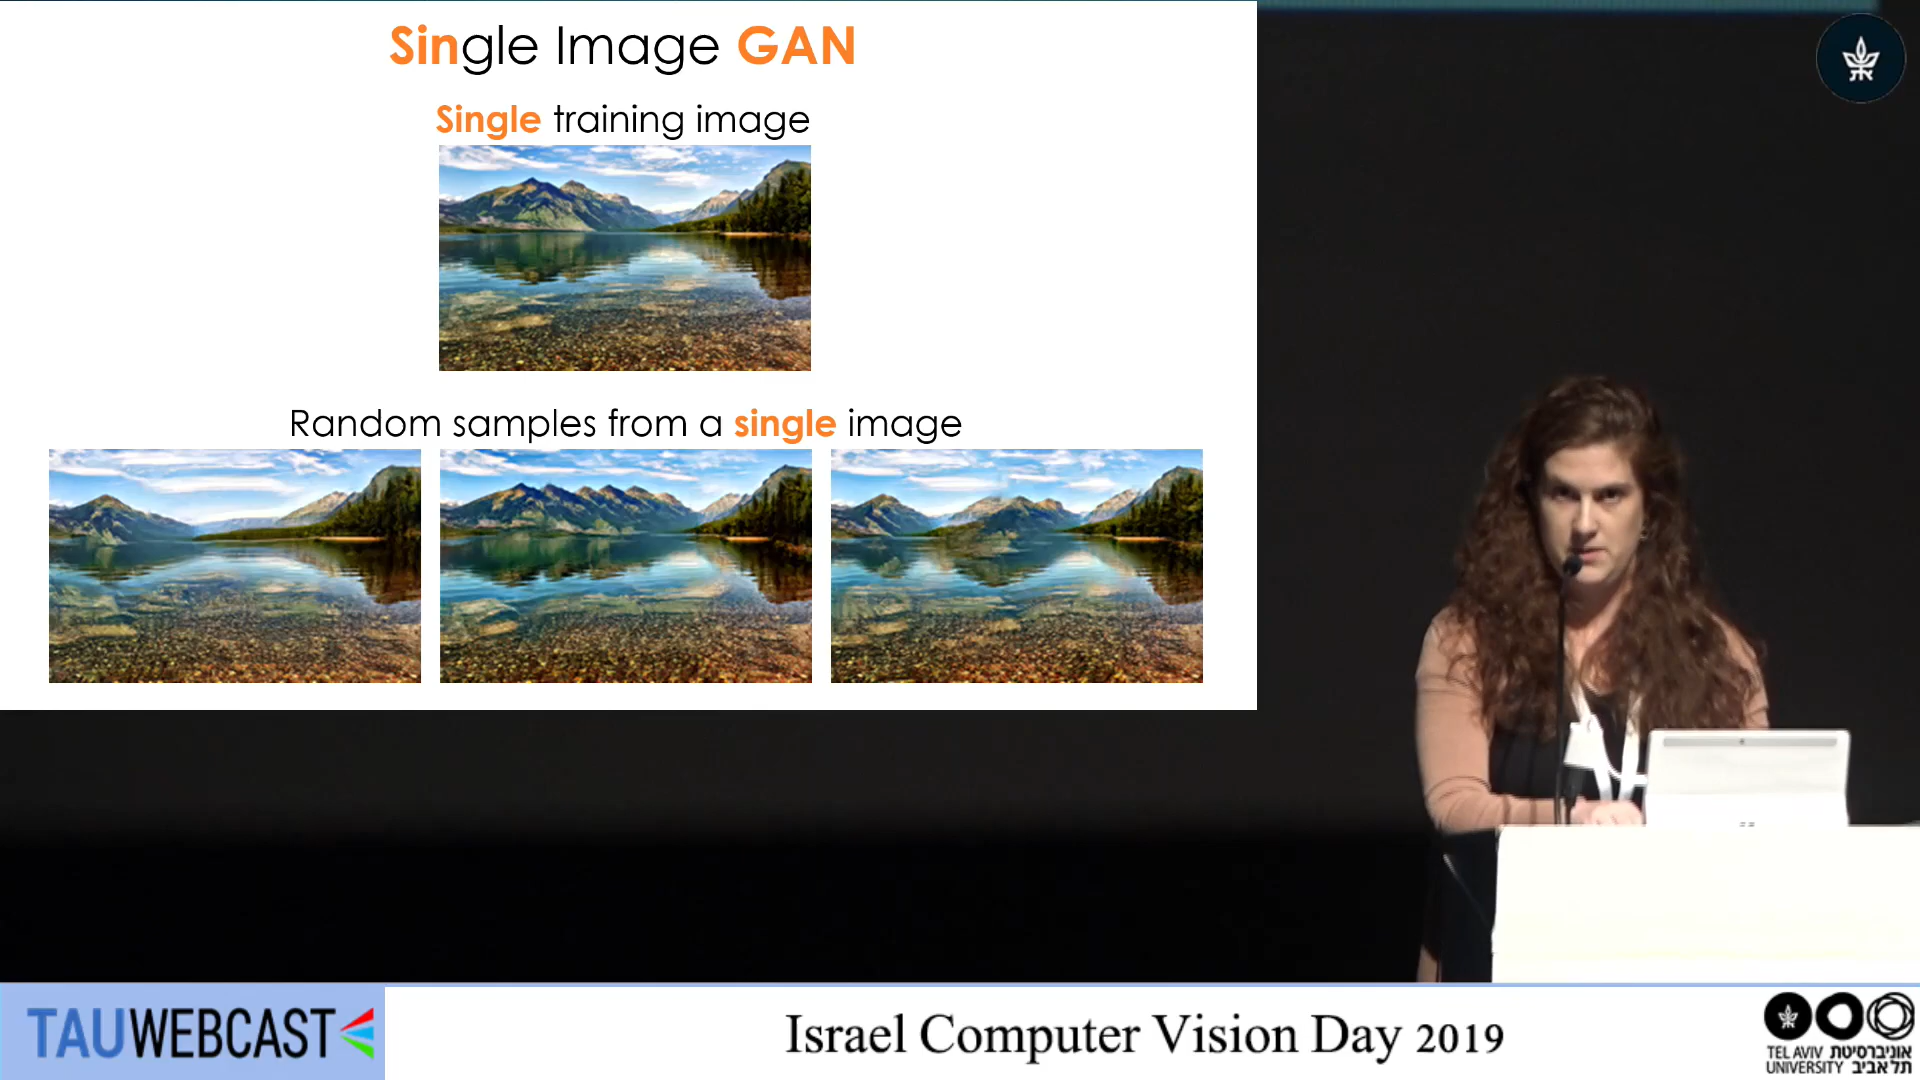 Single Image GAN
Single training image
Random samples from a single image
TAUWEBCAST
Israel Computer Vision Day 2019
TEL AVIV אוניברסיטת
UNIVERSITY תל אביב